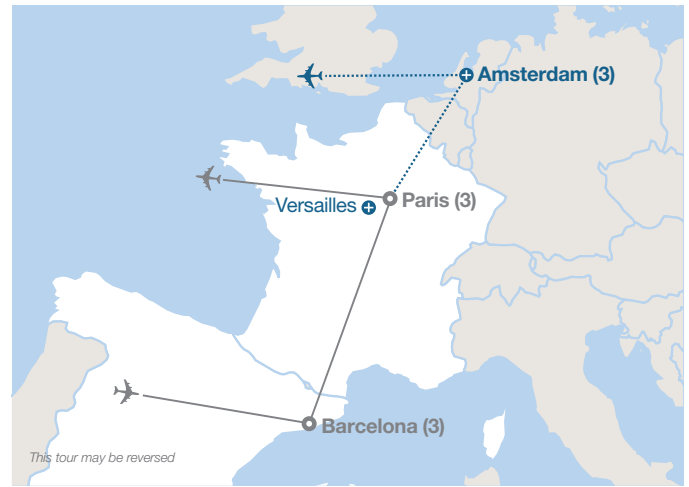 Amsterdam (3)
Paris (3)
Versailles
Barcelona (3)
This tour may be reversed